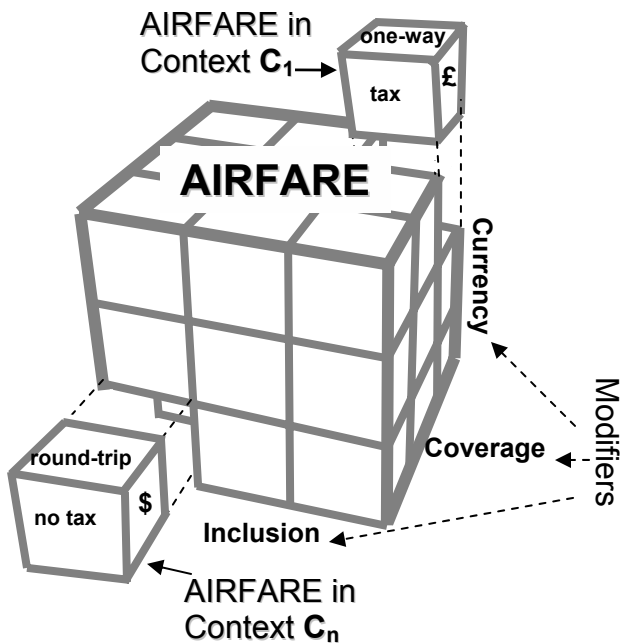 AIRFARE in
Context C1
one-way
tax
£
AIRFARE
Currency
Coverage
Inclusion
Modifiers
round-trip
no tax
$
AIRFARE in
Context Cn